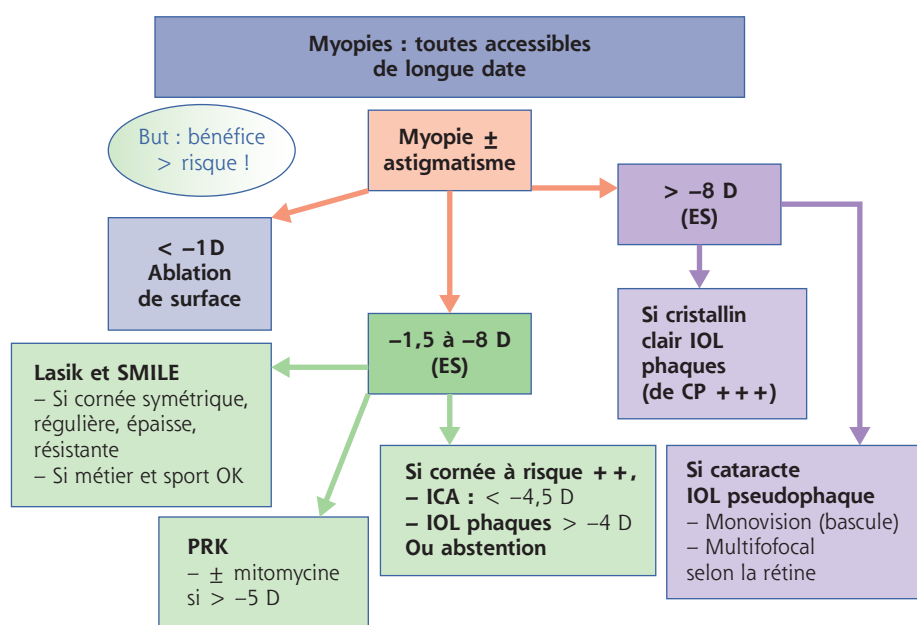 Myopies : toutes accessibles
de longue date
But : bénéfice
> risque !
Myopie ±
astigmatisme
> –8 D
(ES)
< –1 D
Ablation
de surface
–1,5 à –8 D
(ES)
Si cristallin
clair IOL
phaques
(de CP +++)
Lasik et SMILE
– Si cornée symétrique,
régulière, épaisse,
résistante
– Si métier et sport OK
Si cornée à risque ++,
– ICA : < –4,5 D
– IOL phaques > –4 D
Ou abstention
Si cataracte
IOL pseudophaque
– Monovision (bascule)
– Multifofocal
selon la rétine
PRK
– ± mitomycine
si > –5 D